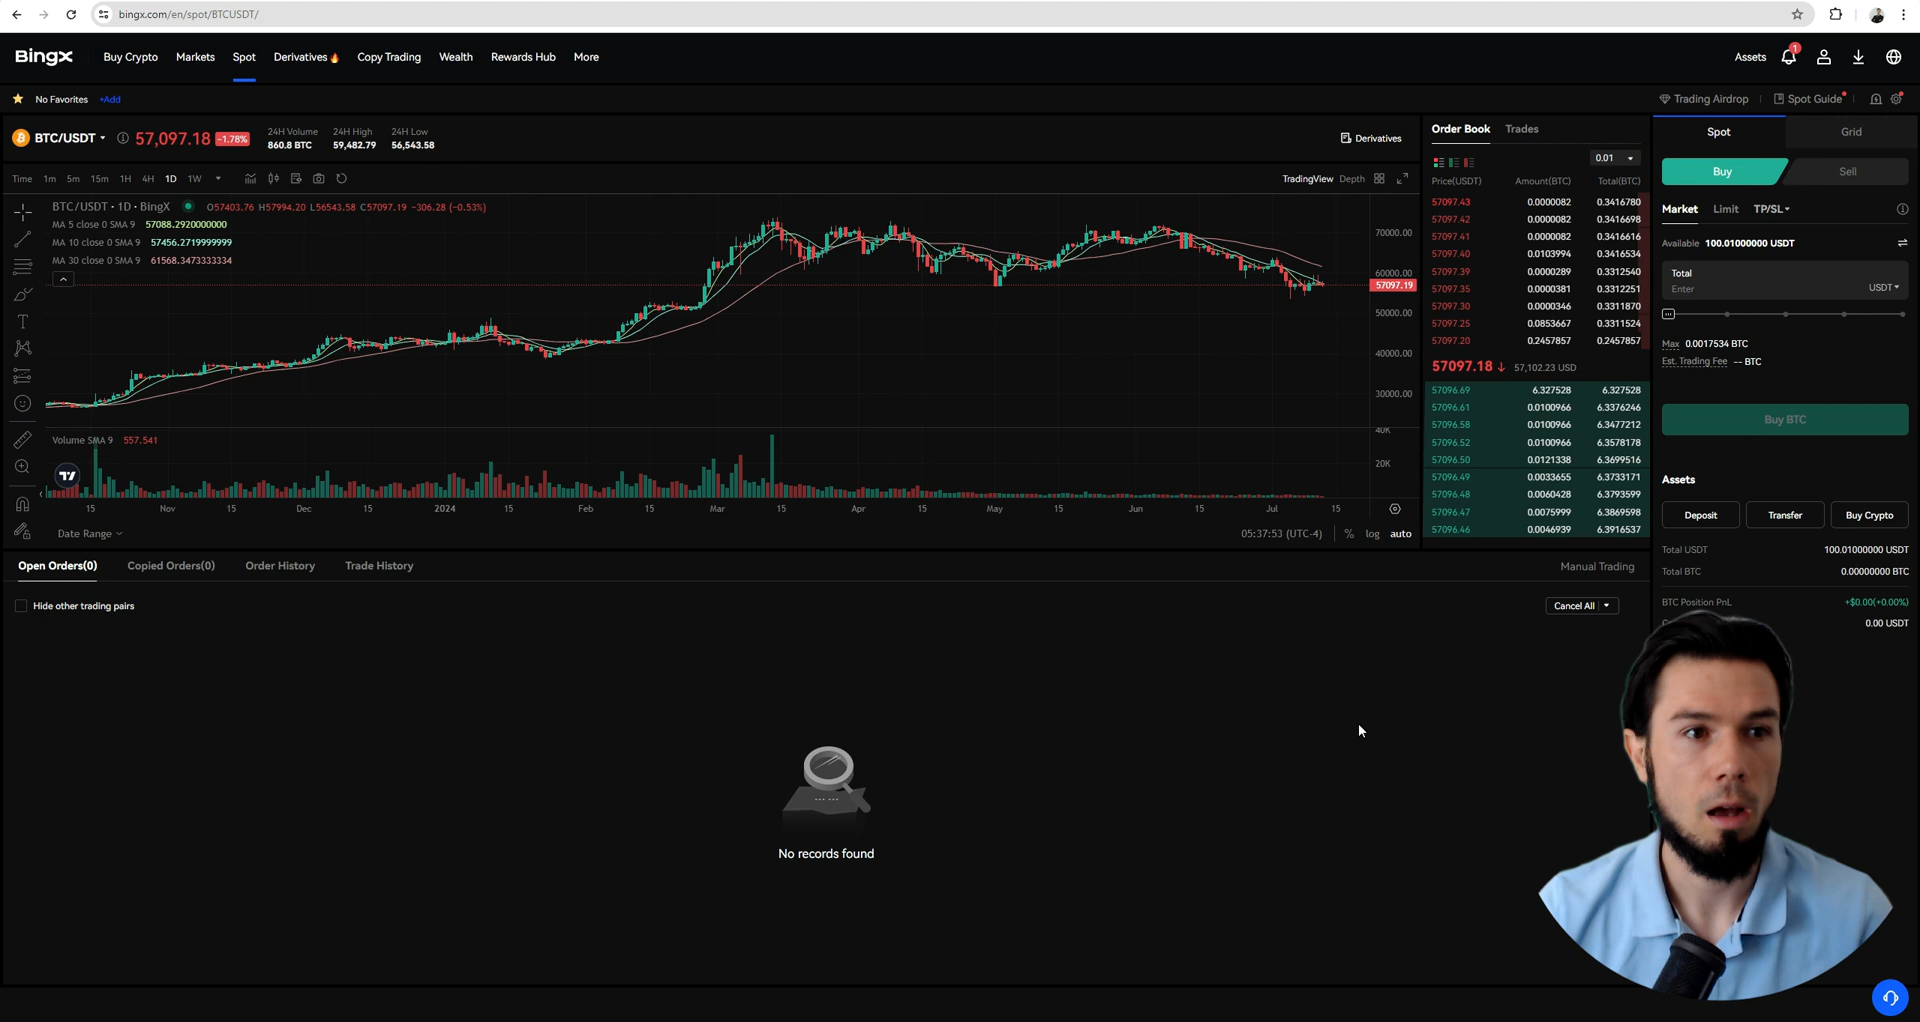 bingx.com/en/spot/BTCUSDT/
BingX Buy Crypto Markets Spot Derivatives🔥 Copy Trading Wealth Rewards Hub More Assets 1
No Favorites +Add Trading Airdrop Spot Guide
BTC/USDT 57,097.18 -1.78%
24H Volume 24H High 24H Low
860.8 BTC 59,482.79 56,543.58
Derivatives
Time 1m 5m 15m 1H 4H 1D 1W TradingView Depth
BTC/USDT • 1D • BingX O57403.76 H57994.20 L56543.58 C57097.19 −306.28 (−0.53%)
MA 5 close 0 SMA 9 57088.2920000000
MA 10 close 0 SMA 9 57456.2719999999
MA 30 close 0 SMA 9 61568.3473333334
70000.00
60000.00
57097.19
50000.00
40000.00
30000.00
Volume SMA 9 557.541
40K
20K
15 Nov 15 Dec 15 2024 15 Feb 15 Mar 15 Apr 15 May 15 Jun 15 Jul 15
Date Range 05:37:53 (UTC-4) % log auto
Order Book Trades
0.01
Price(USDT) Amount(BTC) Total(BTC)
57097.43 0.0000082 0.3416780
57097.42 0.0000082 0.3416698
57097.41 0.0000082 0.3416616
57097.40 0.0103994 0.3416534
57097.39 0.0000289 0.3312540
57097.35 0.0000381 0.3312251
57097.30 0.0000346 0.3311870
57097.25 0.0853667 0.3311524
57097.20 0.2457857 0.2457857
57097.18 ↓ 57,102.23 USD
57096.69 6.327528 6.327528
57096.61 0.0100966 6.3376246
57096.58 0.0100966 6.3477212
57096.52 0.0100966 6.3578178
57096.50 0.0121338 6.3699516
57096.49 0.0033655 6.3733171
57096.48 0.0060428 6.3793599
57096.47 0.0075999 6.3869598
57096.46 0.0046939 6.3916537
Spot Grid
Buy Sell
Market Limit TP/SL
Available 100.01000000 USDT
Total
Enter USDT
Max 0.0017534 BTC
Est. Trading Fee -- BTC
Buy BTC
Assets
Deposit Transfer Buy Crypto
Total USDT 100.01000000 USDT
Total BTC 0.00000000 BTC
BTC Position PnL +$0.00(+0.00%)
0.00 USDT
Open Orders(0) Copied Orders(0) Order History Trade History Manual Trading
Hide other trading pairs Cancel All
No records found